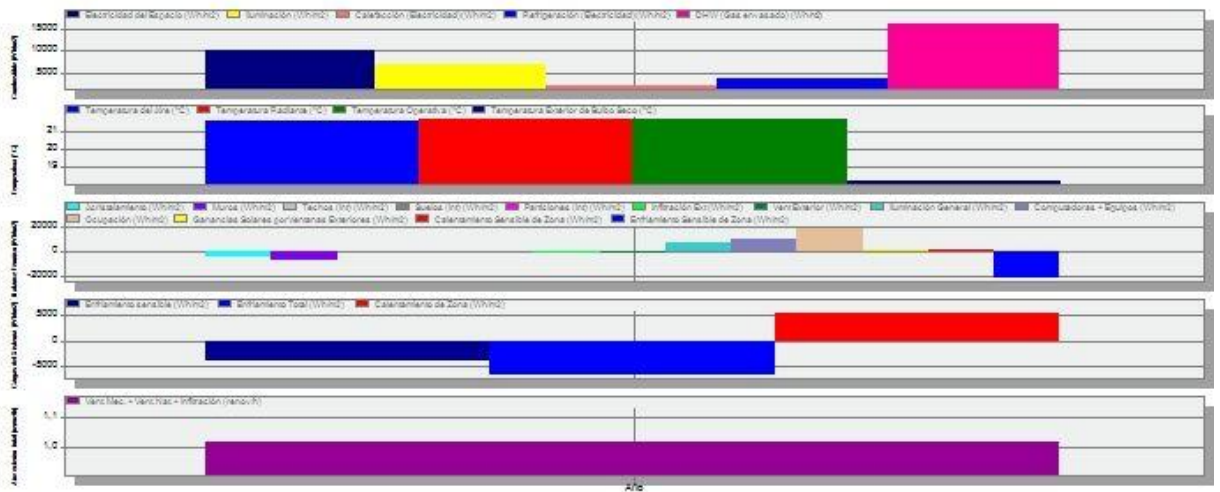 Electricidad del Espacio (Wh/m2) Iluminación (Wh/m2) Calefacción (Electricidad) (Wh/m2) Refrigeración (Electricidad) (Wh/m2) DHW (Gas envasado) (Wh/m2)
15000
10000
5000
Temperatura del Aire (°C) Temperatura Radiante (°C) Temperatura Operativa (°C) Temperatura Exterior de Bulbo Seco (°C)
21
20
19
Acristalamiento (Wh/m2) Muros (Wh/m2) Techos (int) (Wh/m2) Suelos (int) (Wh/m2) Particiones (int) (Wh/m2) Infiltración Ext (Wh/m2) Vent Exterior (Wh/m2) Iluminación General (Wh/m2) Computadoras + Equipos (Wh/m2)
Ocupación (Wh/m2) Ganancias Solares por Ventanas Exteriores (Wh/m2) Calentamiento Sensible de Zona (Wh/m2) Enfriamiento Sensible de Zona (Wh/m2)
20000
0
-20000
Enfriamiento sensible (Wh/m2) Enfriamiento Total (Wh/m2) Calentamiento de Zona (Wh/m2)
5000
0
-5000
Vent Mec. + Vent Nat + Infiltración (renov/h)
1,1
1,0
Año